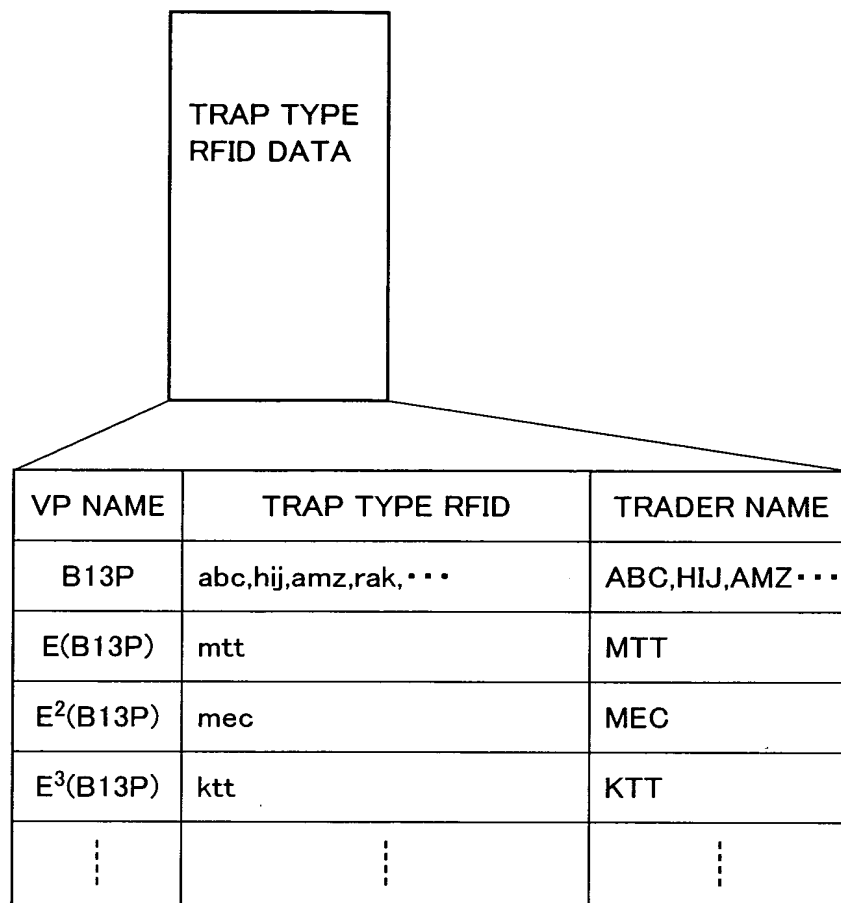 TRAP TYPE
RFID DATA
VP NAME TRAP TYPE RFID TRADER NAME
B13P abc,hij,amz,rak,・・・ ABC,HIJ,AMZ・・・
E(B13P) mtt MTT
E²(B13P) mec MEC
E³(B13P) ktt KTT